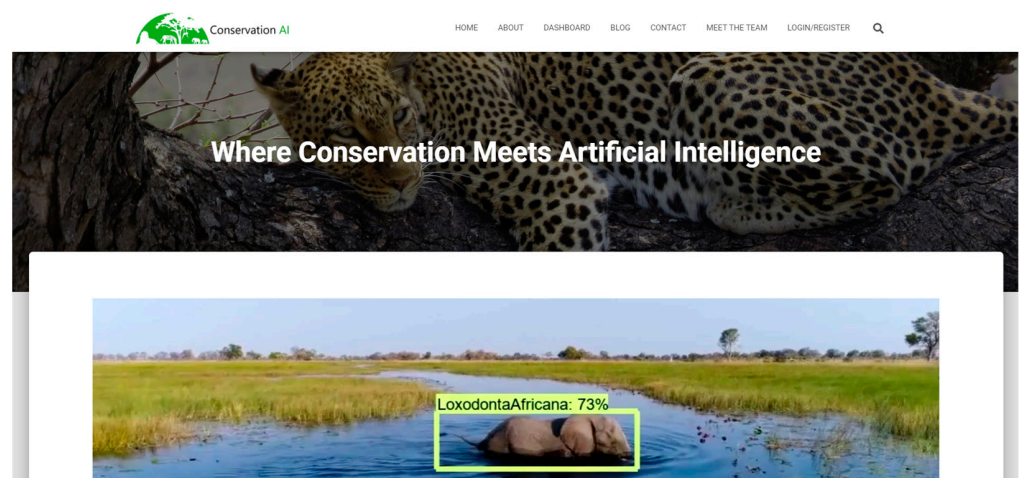 Conservation AI
HOME ABOUT DASHBOARD BLOG CONTACT MEET THE TEAM LOGIN/REGISTER
Where Conservation Meets Artificial Intelligence
LoxodontaAfricana: 73%